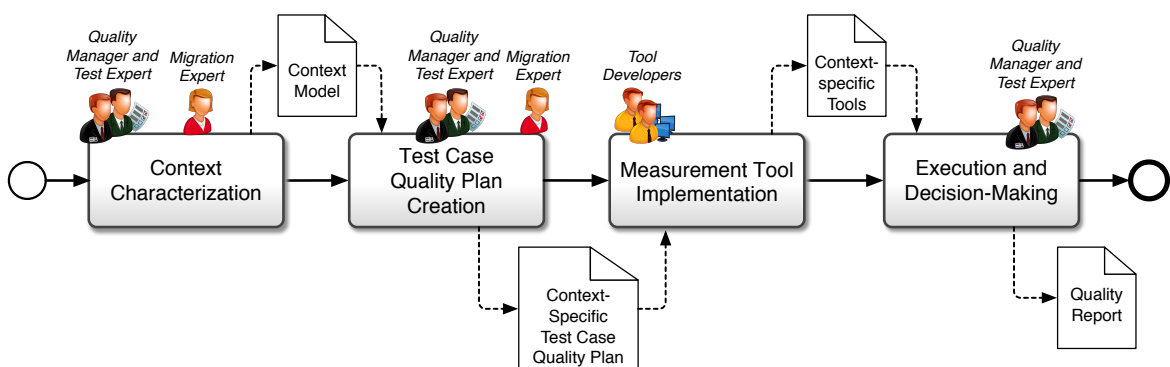 Quality
Manager and
Test Expert
Migration
Expert
Context
Model
Quality
Manager and
Test Expert
Migration
Expert
Tool
Developers
Context-
specific
Tools
Quality
Manager and
Test Expert
Context
Characterization
Test Case
Quality Plan
Creation
Measurement Tool
Implementation
Execution and
Decision-Making
Context-
Specific
Test Case
Quality Plan
Quality
Report